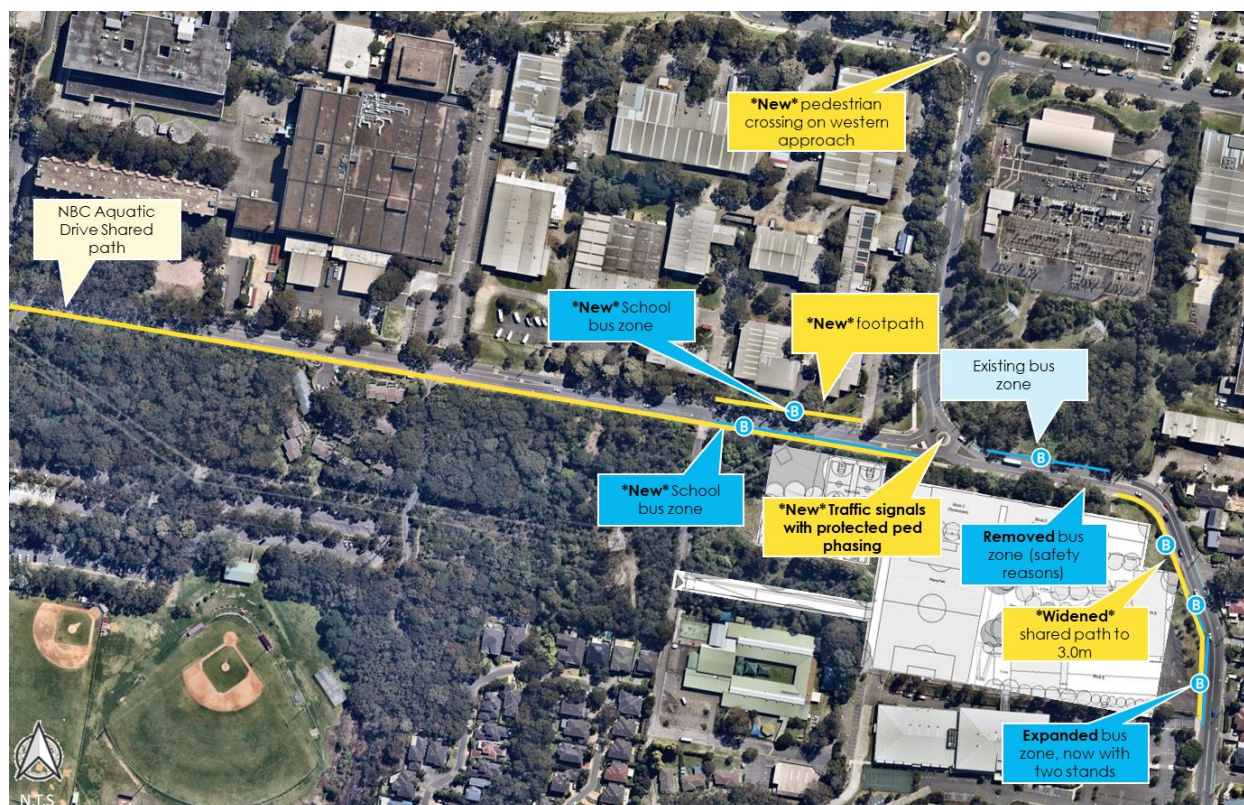 *New* pedestrian
crossing on western
approach
NBC Aquatic
Drive Shared
path
*New* School
bus zone
*New* footpath
Existing bus
zone
B
B
B
*New* School
bus zone
*New* Traffic signals
with protected ped
phasing
Removed bus
zone (safety
reasons)
B
B
*Widened*
shared path to
3.0m
B
Expanded bus
zone, now with
two stands
N.T.S